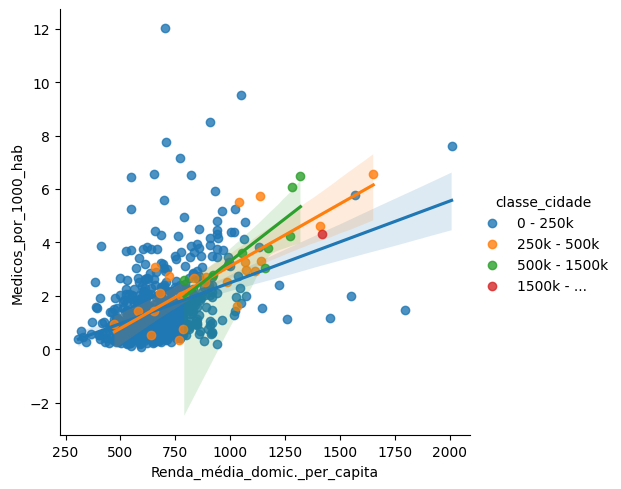 12
10
8
6
4
2
0
−2
Medicos_por_1000_hab
250
500
750
1000
1250
1500
1750
2000
Renda_média_domic._per_capita
classe_cidade
0 - 250k
250k - 500k
500k - 1500k
1500k - ...